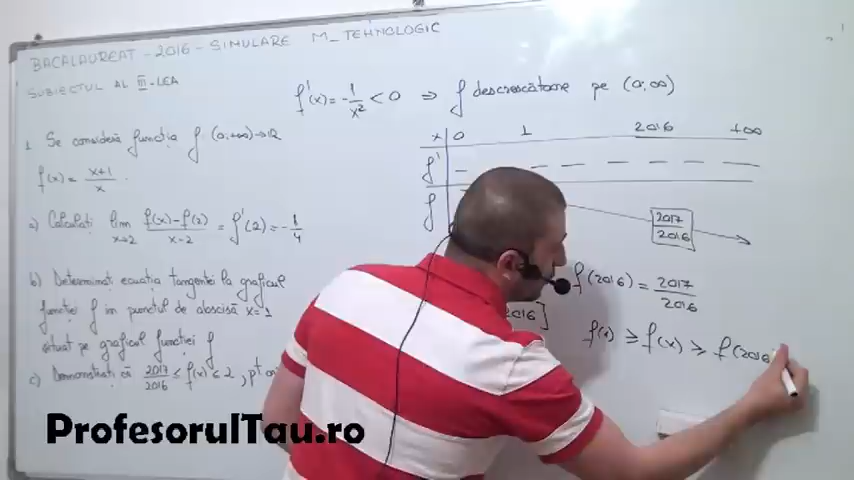 BACALAUREAT - 2016 - SIMULARE M_TEHNOLOGIC
SUBIECTUL AL III-LEA
1. Se consideră funcția f (0,+∞)→R
f(x) = x+1/x.
a) Calculați lim x→2 f(x)-f(2)/x-2 = f'(2) = -1/4
b) Determinați ecuația tangentei la graficul
funcției f în punctul de abscisă x=1
situat pe graficul funcției f
c) Demonstrați că 2017/2016 ≤ f(x) ≤ 2, pt
f'(x) = -1/x² < 0 ⇒ f descrescătoare pe (0,∞)
x 0 1 2016 +∞
f' - - - - - -
f 2017/2016
f(2016) = 2017/2016
2016]
f(1) ≥ f(x) ≥ f(2016
ProfesorulTau.ro